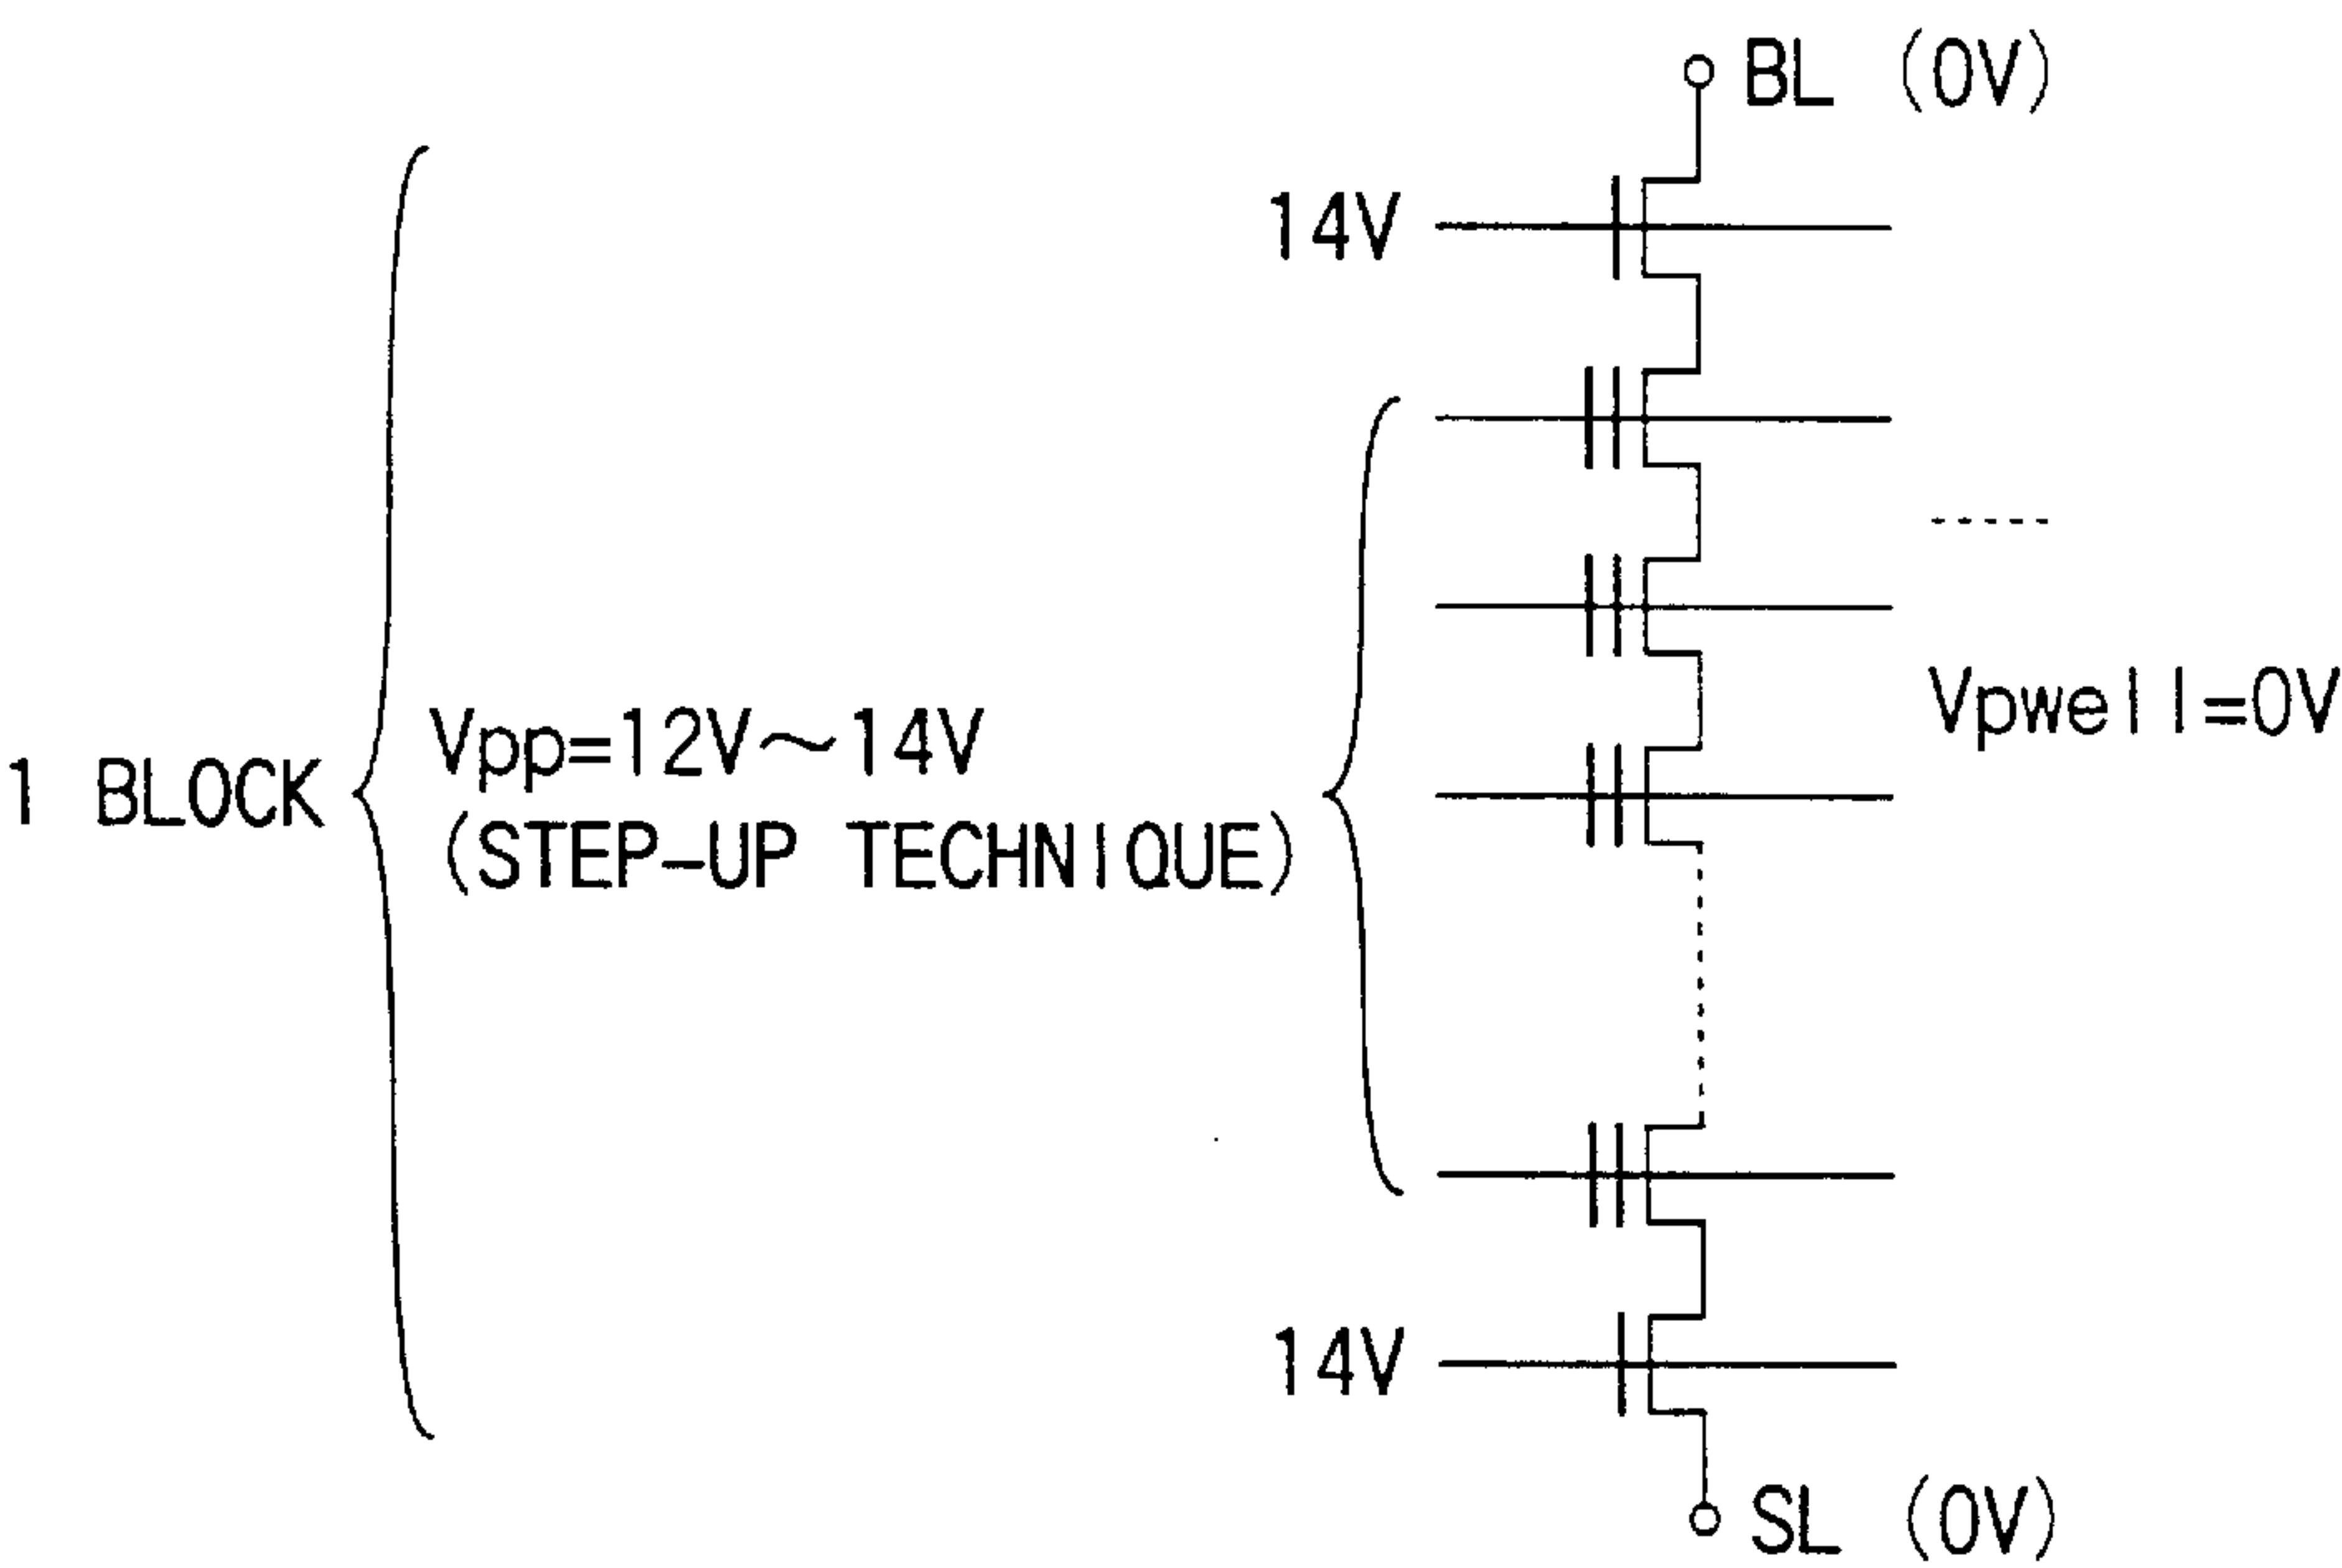 BL (0V)
14V
Vpwell=0V
1 BLOCK
Vpp=12V～14V
(STEP-UP TECHNIQUE)
14V
SL (0V)